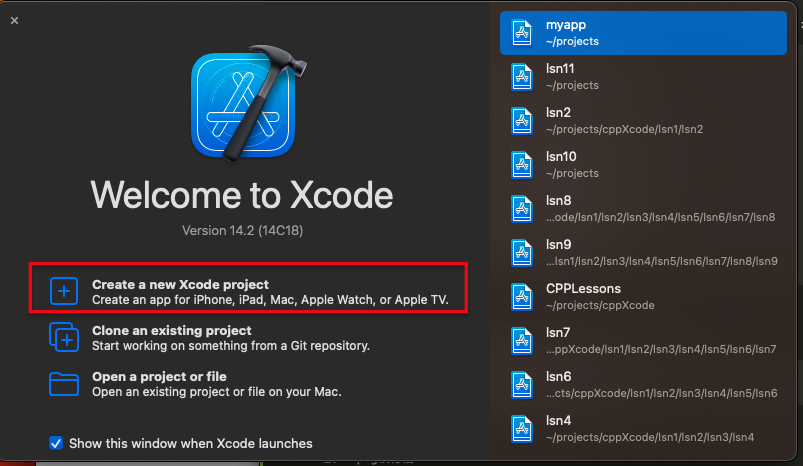 Welcome to Xcode
Version 14.2 (14C18)
Create a new Xcode project
Create an app for iPhone, iPad, Mac, Apple Watch, or Apple TV.
Clone an existing project
Start working on something from a Git repository.
Open a project or file
Open an existing project or file on your Mac.
Show this window when Xcode launches
myapp
~/projects
lsn11
~/projects
lsn2
~/projects/cppXcode/lsn1/lsn2
lsn10
~/projects
lsn8
...ode/lsn1/lsn2/lsn3/lsn4/lsn5/lsn6/lsn7/lsn8
lsn9
...lsn1/lsn2/lsn3/lsn4/lsn5/lsn6/lsn7/lsn8/lsn9
CPPLessons
~/projects/cppXcode
lsn7
...ppXcode/lsn1/lsn2/lsn3/lsn4/lsn5/lsn6/lsn7
lsn6
...cts/cppXcode/lsn1/lsn2/lsn3/lsn4/lsn5/lsn6
lsn4
~/projects/cppXcode/lsn1/lsn2/lsn3/lsn4